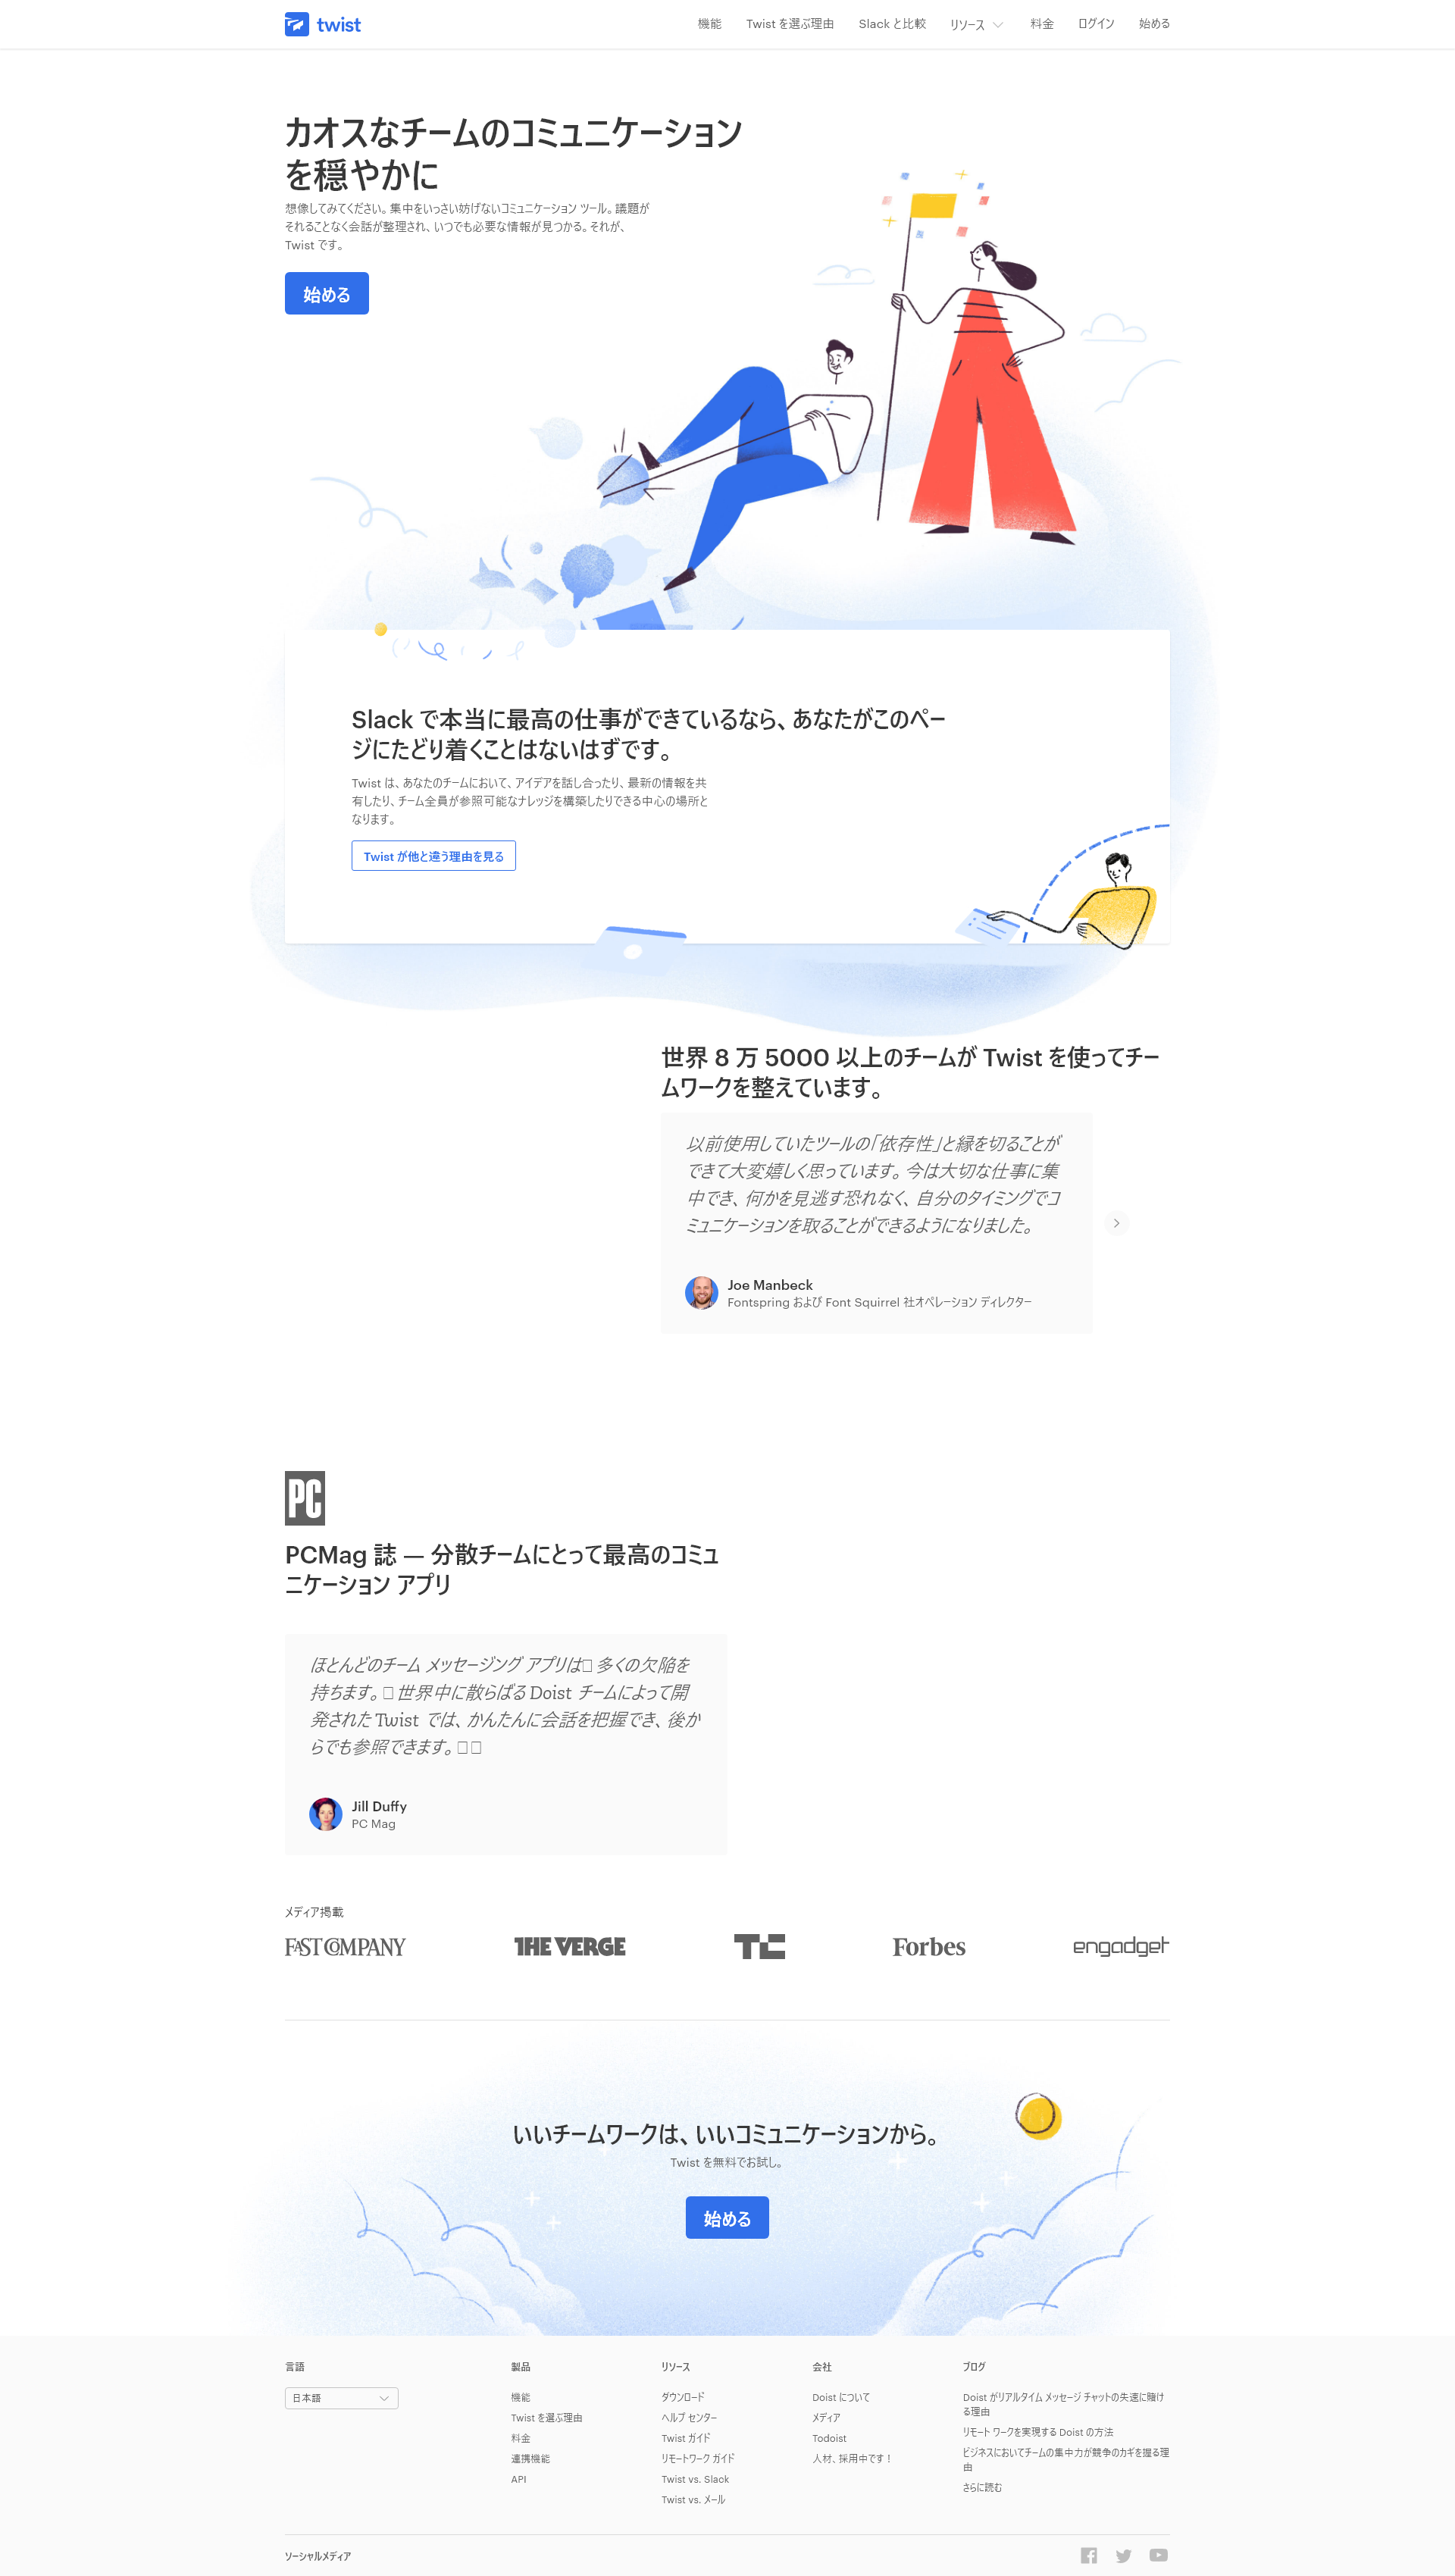 twist
機能
Twist を選ぶ理由
Slack と比較
リソース
料金
ログイン
始める
カオスなチームのコミュニケーション
を穏やかに
想像してみてください。集中をいっさい妨げないコミュニケーション ツール。議題が
それることなく会話が整理され、いつでも必要な情報が見つかる。それが、
Twist です。
始める
Slack で本当に最高の仕事ができているなら、あなたがこのペー
ジにたどり着くことはないはずです。
Twist は、あなたのチームにおいて、アイデアを話し合ったり、最新の情報を共
有したり、チーム全員が参照可能なナレッジを構築したりできる中心の場所と
なります。
Twist が他と違う理由を見る
世界 8 万 5000 以上のチームが Twist を使ってチー
ムワークを整えています。
以前使用していたツールの「依存性」と縁を切ることが
できて大変嬉しく思っています。今は大切な仕事に集
中でき、何かを見逃す恐れなく、自分のタイミングでコ
ミュニケーションを取ることができるようになりました。
Joe Manbeck
Fontspring および Font Squirrel 社オペレーション ディレクター
PC
PCMag 誌 — 分散チームにとって最高のコミュ
ニケーション アプリ
ほとんどのチーム メッセージング アプリは 多くの欠陥を
持ちます。 世界中に散らばる Doist チームによって開
発された Twist では、かんたんに会話を把握でき、後か
らでも参照できます。
Jill Duffy
PC Mag
メディア掲載
FAST COMPANY
THE VERGE
TC
Forbes
engadget
いいチームワークは、いいコミュニケーションから。
Twist を無料でお試し。
始める
言語
日本語
製品
機能
Twist を選ぶ理由
料金
連携機能
API
リソース
ダウンロード
ヘルプ センター
Twist ガイド
リモートワーク ガイド
Twist vs. Slack
Twist vs. メール
会社
Doist について
メディア
Todoist
人材、採用中です！
ブログ
Doist がリアルタイム メッセージ チャットの失速に賭け
る理由
リモート ワークを実現する Doist の方法
ビジネスにおいてチームの集中力が競争のカギを握る理
由
さらに読む
ソーシャルメディア